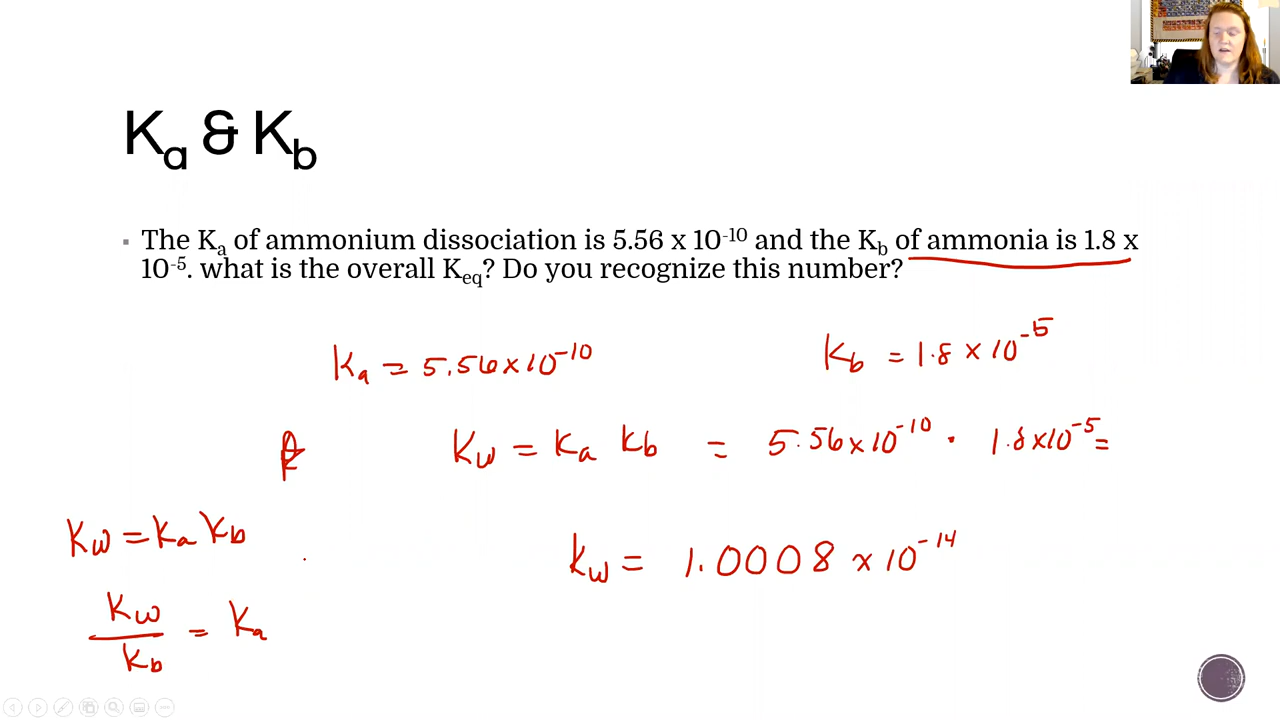 Ka & Kb
▪ The Ka of ammonium dissociation is 5.56 x 10⁻¹⁰ and the Kb of ammonia is 1.8 x
10⁻⁵. what is the overall Keq? Do you recognize this number?
Ka = 5.56 x 10⁻¹⁰
Kb = 1.8 x 10⁻⁵
Kw = Ka Kb = 5.56 x 10⁻¹⁰ · 1.8 x 10⁻⁵ =
Kw = Ka Kb
Kw = 1.0008 x 10⁻¹⁴
Kw/Kb = Ka